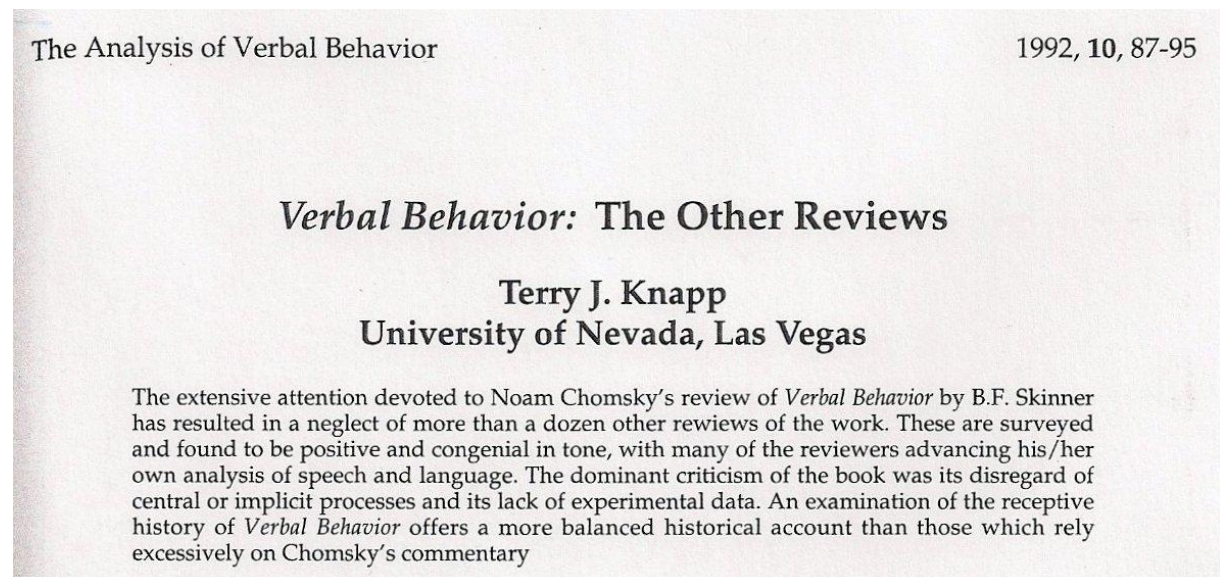 The Analysis of Verbal Behavior 1992, 10, 87-95
Verbal Behavior: The Other Reviews
Terry J. Knapp
University of Nevada, Las Vegas
The extensive attention devoted to Noam Chomsky's review of Verbal Behavior by B.F. Skinner
has resulted in a neglect of more than a dozen other rewiews of the work. These are surveyed
and found to be positive and congenial in tone, with many of the reviewers advancing his/her
own analysis of speech and language. The dominant criticism of the book was its disregard of
central or implicit processes and its lack of experimental data. An examination of the receptive
history of Verbal Behavior offers a more balanced historical account than those which rely
excessively on Chomsky's commentary